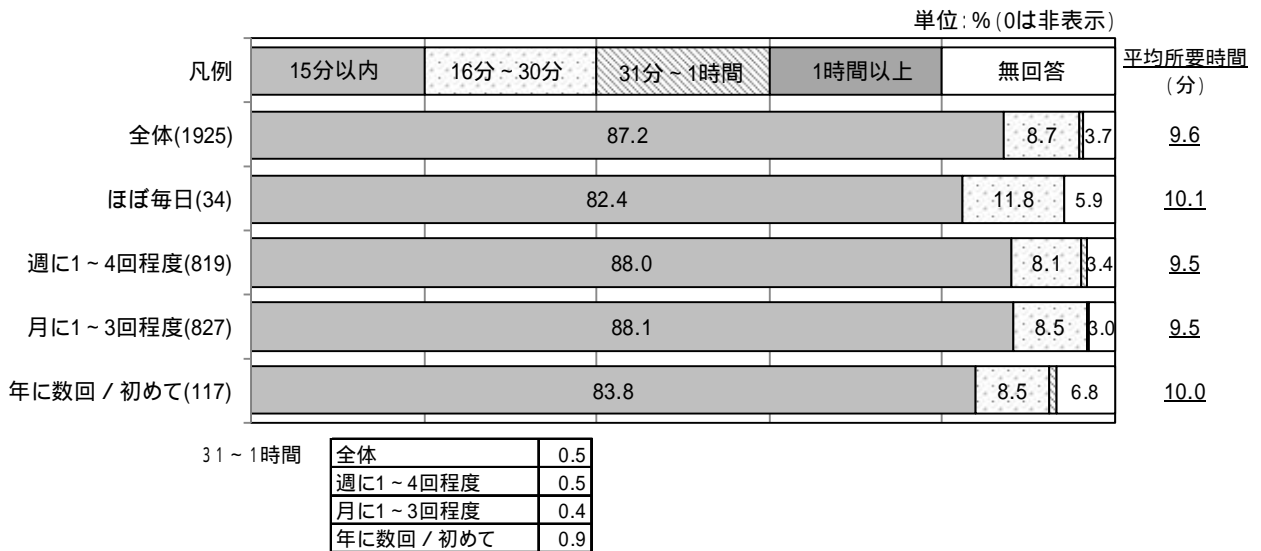 単位：％（0は非表示）
凡例 15分以内 16分～30分 31分～1時間 1時間以上 無回答 平均所要時間
（分）
全体(1925) 87.2 8.7 3.7 9.6
ほぼ毎日(34) 82.4 11.8 5.9 10.1
週に1～4回程度(819) 88.0 8.1 3.4 9.5
月に1～3回程度(827) 88.1 8.5 3.0 9.5
年に数回／初めて(117) 83.8 8.5 6.8 10.0
31～1時間 全体 0.5
週に1～4回程度 0.5
月に1～3回程度 0.4
年に数回／初めて 0.9